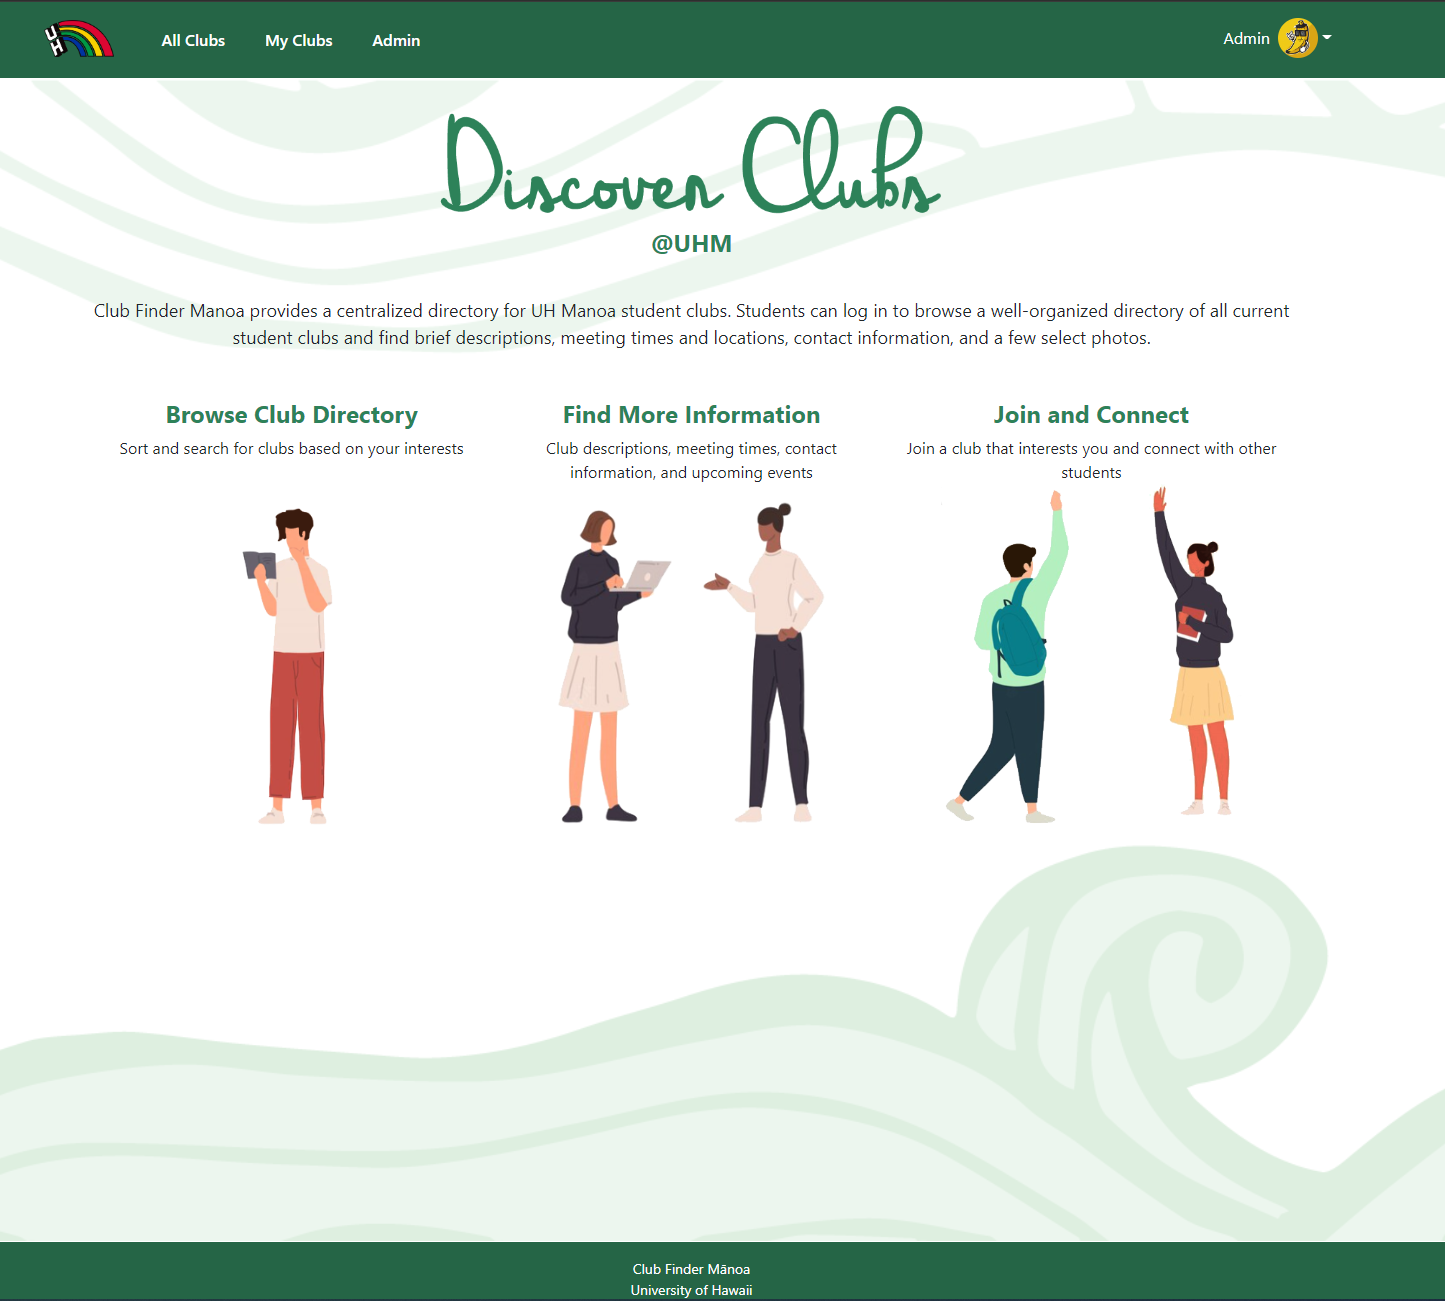 UH
All Clubs My Clubs Admin Admin
Discover Clubs
@UHM
Club Finder Manoa provides a centralized directory for UH Manoa student clubs. Students can log in to browse a well-organized directory of all current
student clubs and find brief descriptions, meeting times and locations, contact information, and a few select photos.
Browse Club Directory
Sort and search for clubs based on your interests
Find More Information
Club descriptions, meeting times, contact
information, and upcoming events
Join and Connect
Join a club that interests you and connect with other
students
Club Finder Mānoa
University of Hawaii